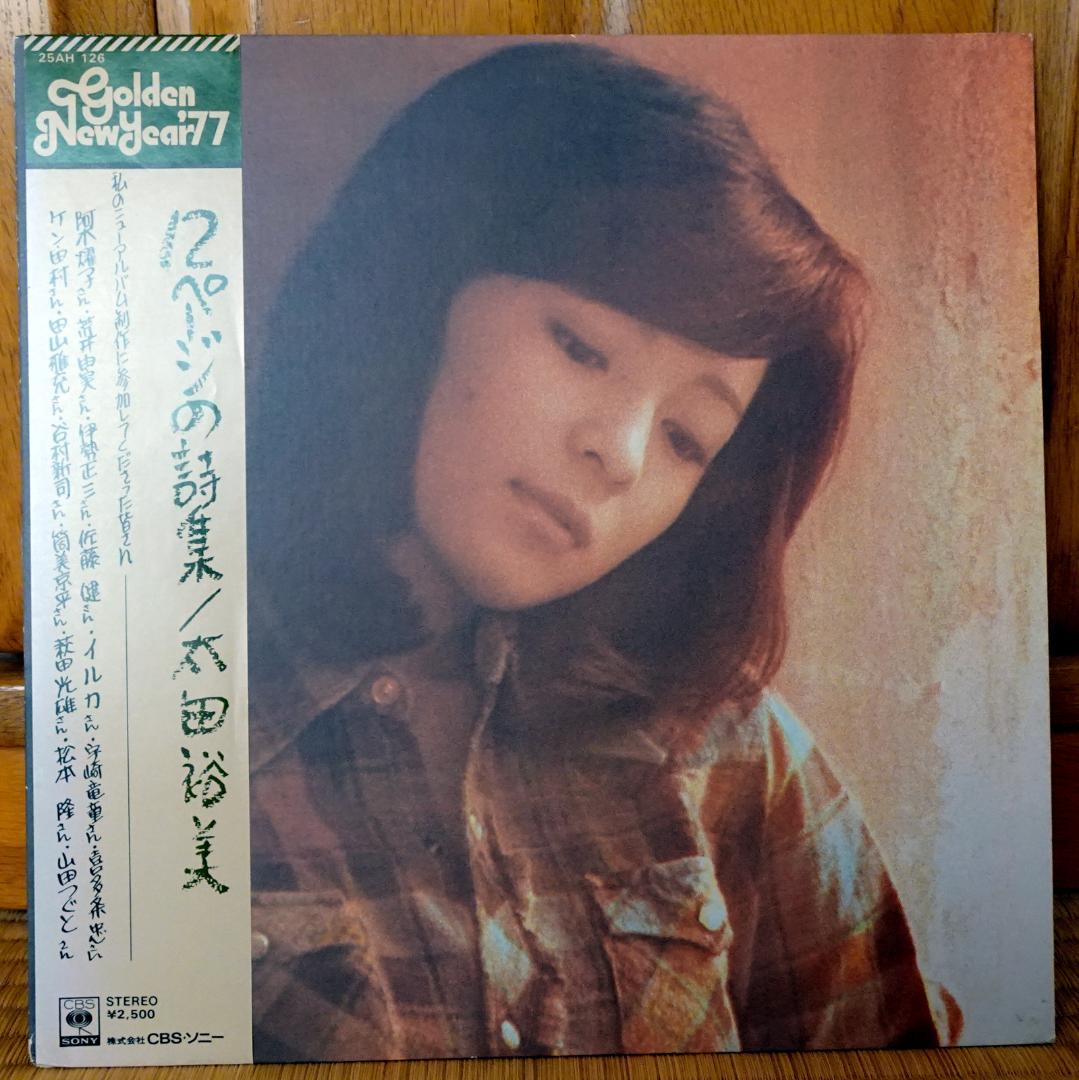 25AH 126
Golden
New Year '77
12ページの詩集/太田裕美
私のニューアルバム制作に参加して下さった皆さん
阿木燿子さん・荒井由実さん・伊勢正三さん・佐藤 健さん・イルカさん・宇崎竜童さん・喜多条忠さん
ケン田村さん・田山雅充さん・谷村新司さん・筒美京平さん・萩田光雄さん・松本 隆さん・山田つぐとさん
CBS
SONY
STEREO
¥2,500
株式会社CBS・ソニー